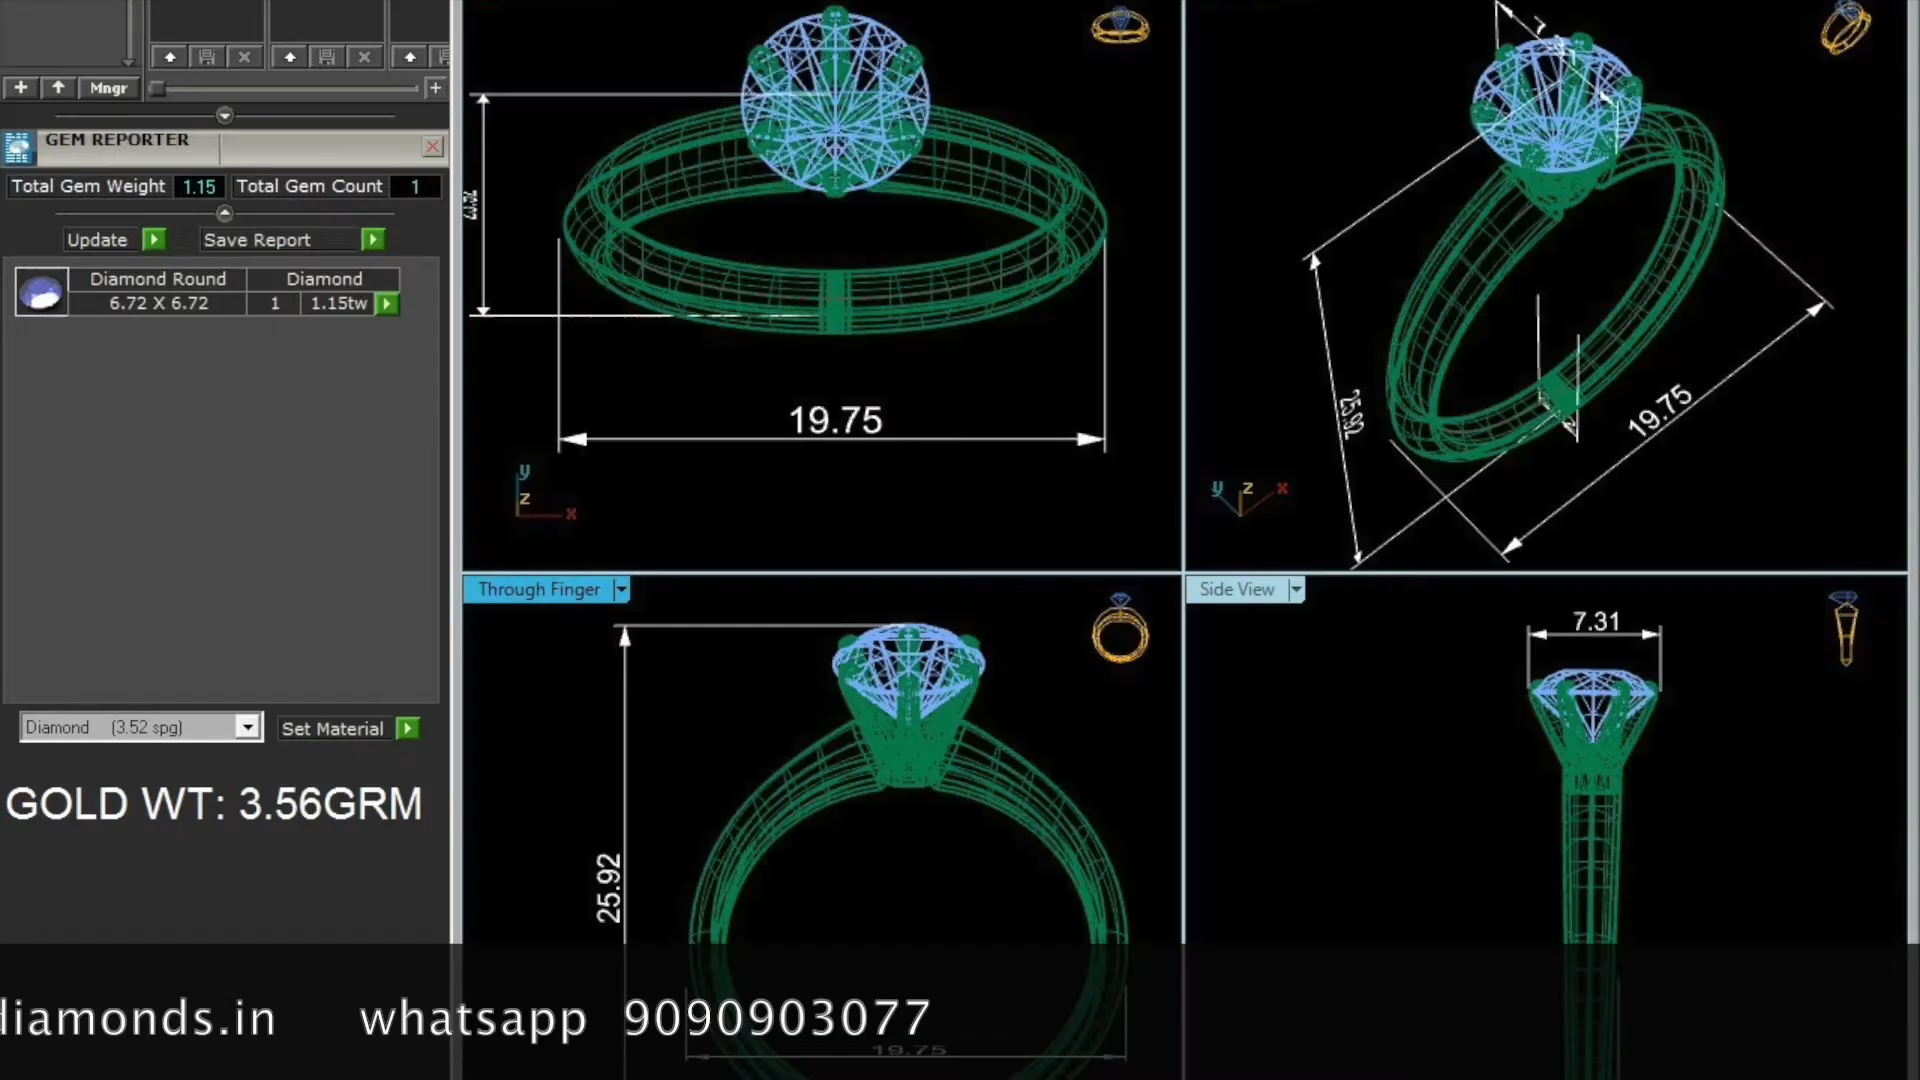 Mngr
GEM REPORTER
Total Gem Weight 1.15 Total Gem Count 1
Update Save Report
Diamond Round Diamond
6.72 X 6.72 1 1.15tw
Diamond (3.52 spg) Set Material
GOLD WT: 3.56GRM
19.75
y
z
x
25.92
19.75
y z x
Through Finger
25.92
19.75
Side View
7.31
diamonds.in whatsapp 9090903077